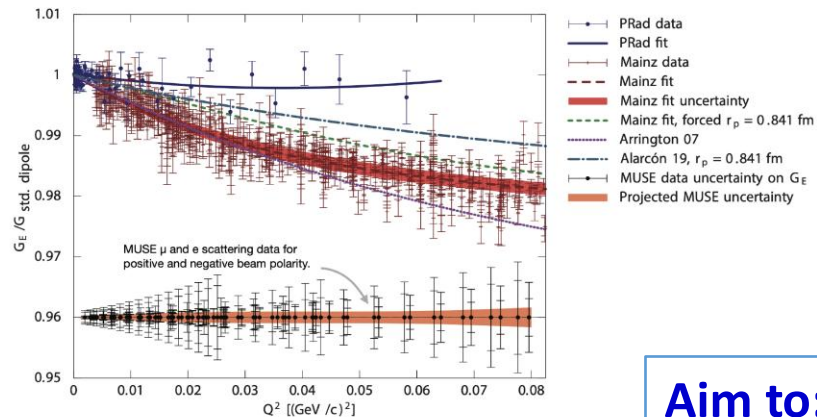 1.01
1
0.99
0.98
0.97
0.96
0.95
G_E /G std. dipole
0
0.01
0.02
0.03
0.04
0.05
0.06
0.07
0.08
Q² [(GeV /c)²]
MUSE μ and e scattering data for
positive and negative beam polarity.
PRad data
PRad fit
Mainz data
Mainz fit
Mainz fit uncertainty
Mainz fit, forced r_p = 0.841 fm
Arrington 07
Alarcón 19, r_p = 0.841 fm
MUSE data uncertainty on G_E
Projected MUSE uncertainty
Aim to: